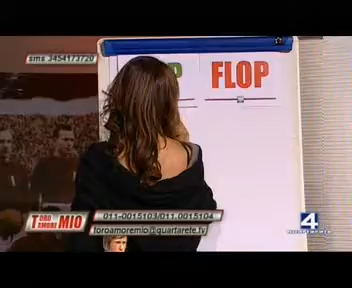 sms 3454173720
P FLOP
TORO AMORE MIO
011-0015103/011.0015104
toroamoremio@quartarete.tv
4